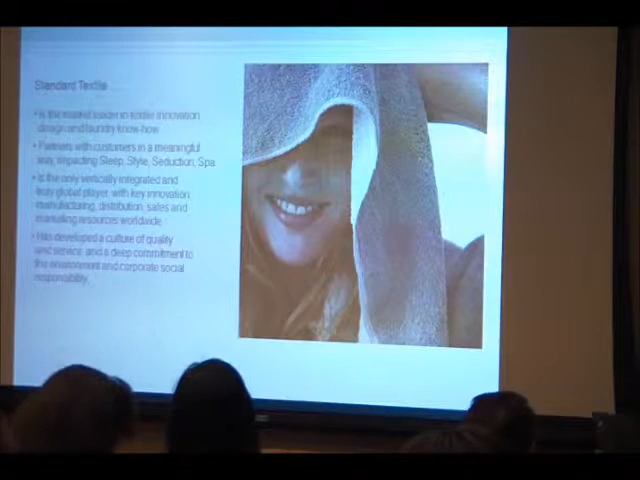 Standard Textile
• Is the market leader in textile innovation
design and laundry know-how
• Partners with customers in a meaningful
way, impacting Sleep, Style, Seduction, Spa
• Is the only vertically integrated and
truly global player, with key innovation
manufacturing, distribution, sales and
marketing resources worldwide
• Has developed a culture of quality
and service, and a deep commitment to
the environment and corporate social
responsibility